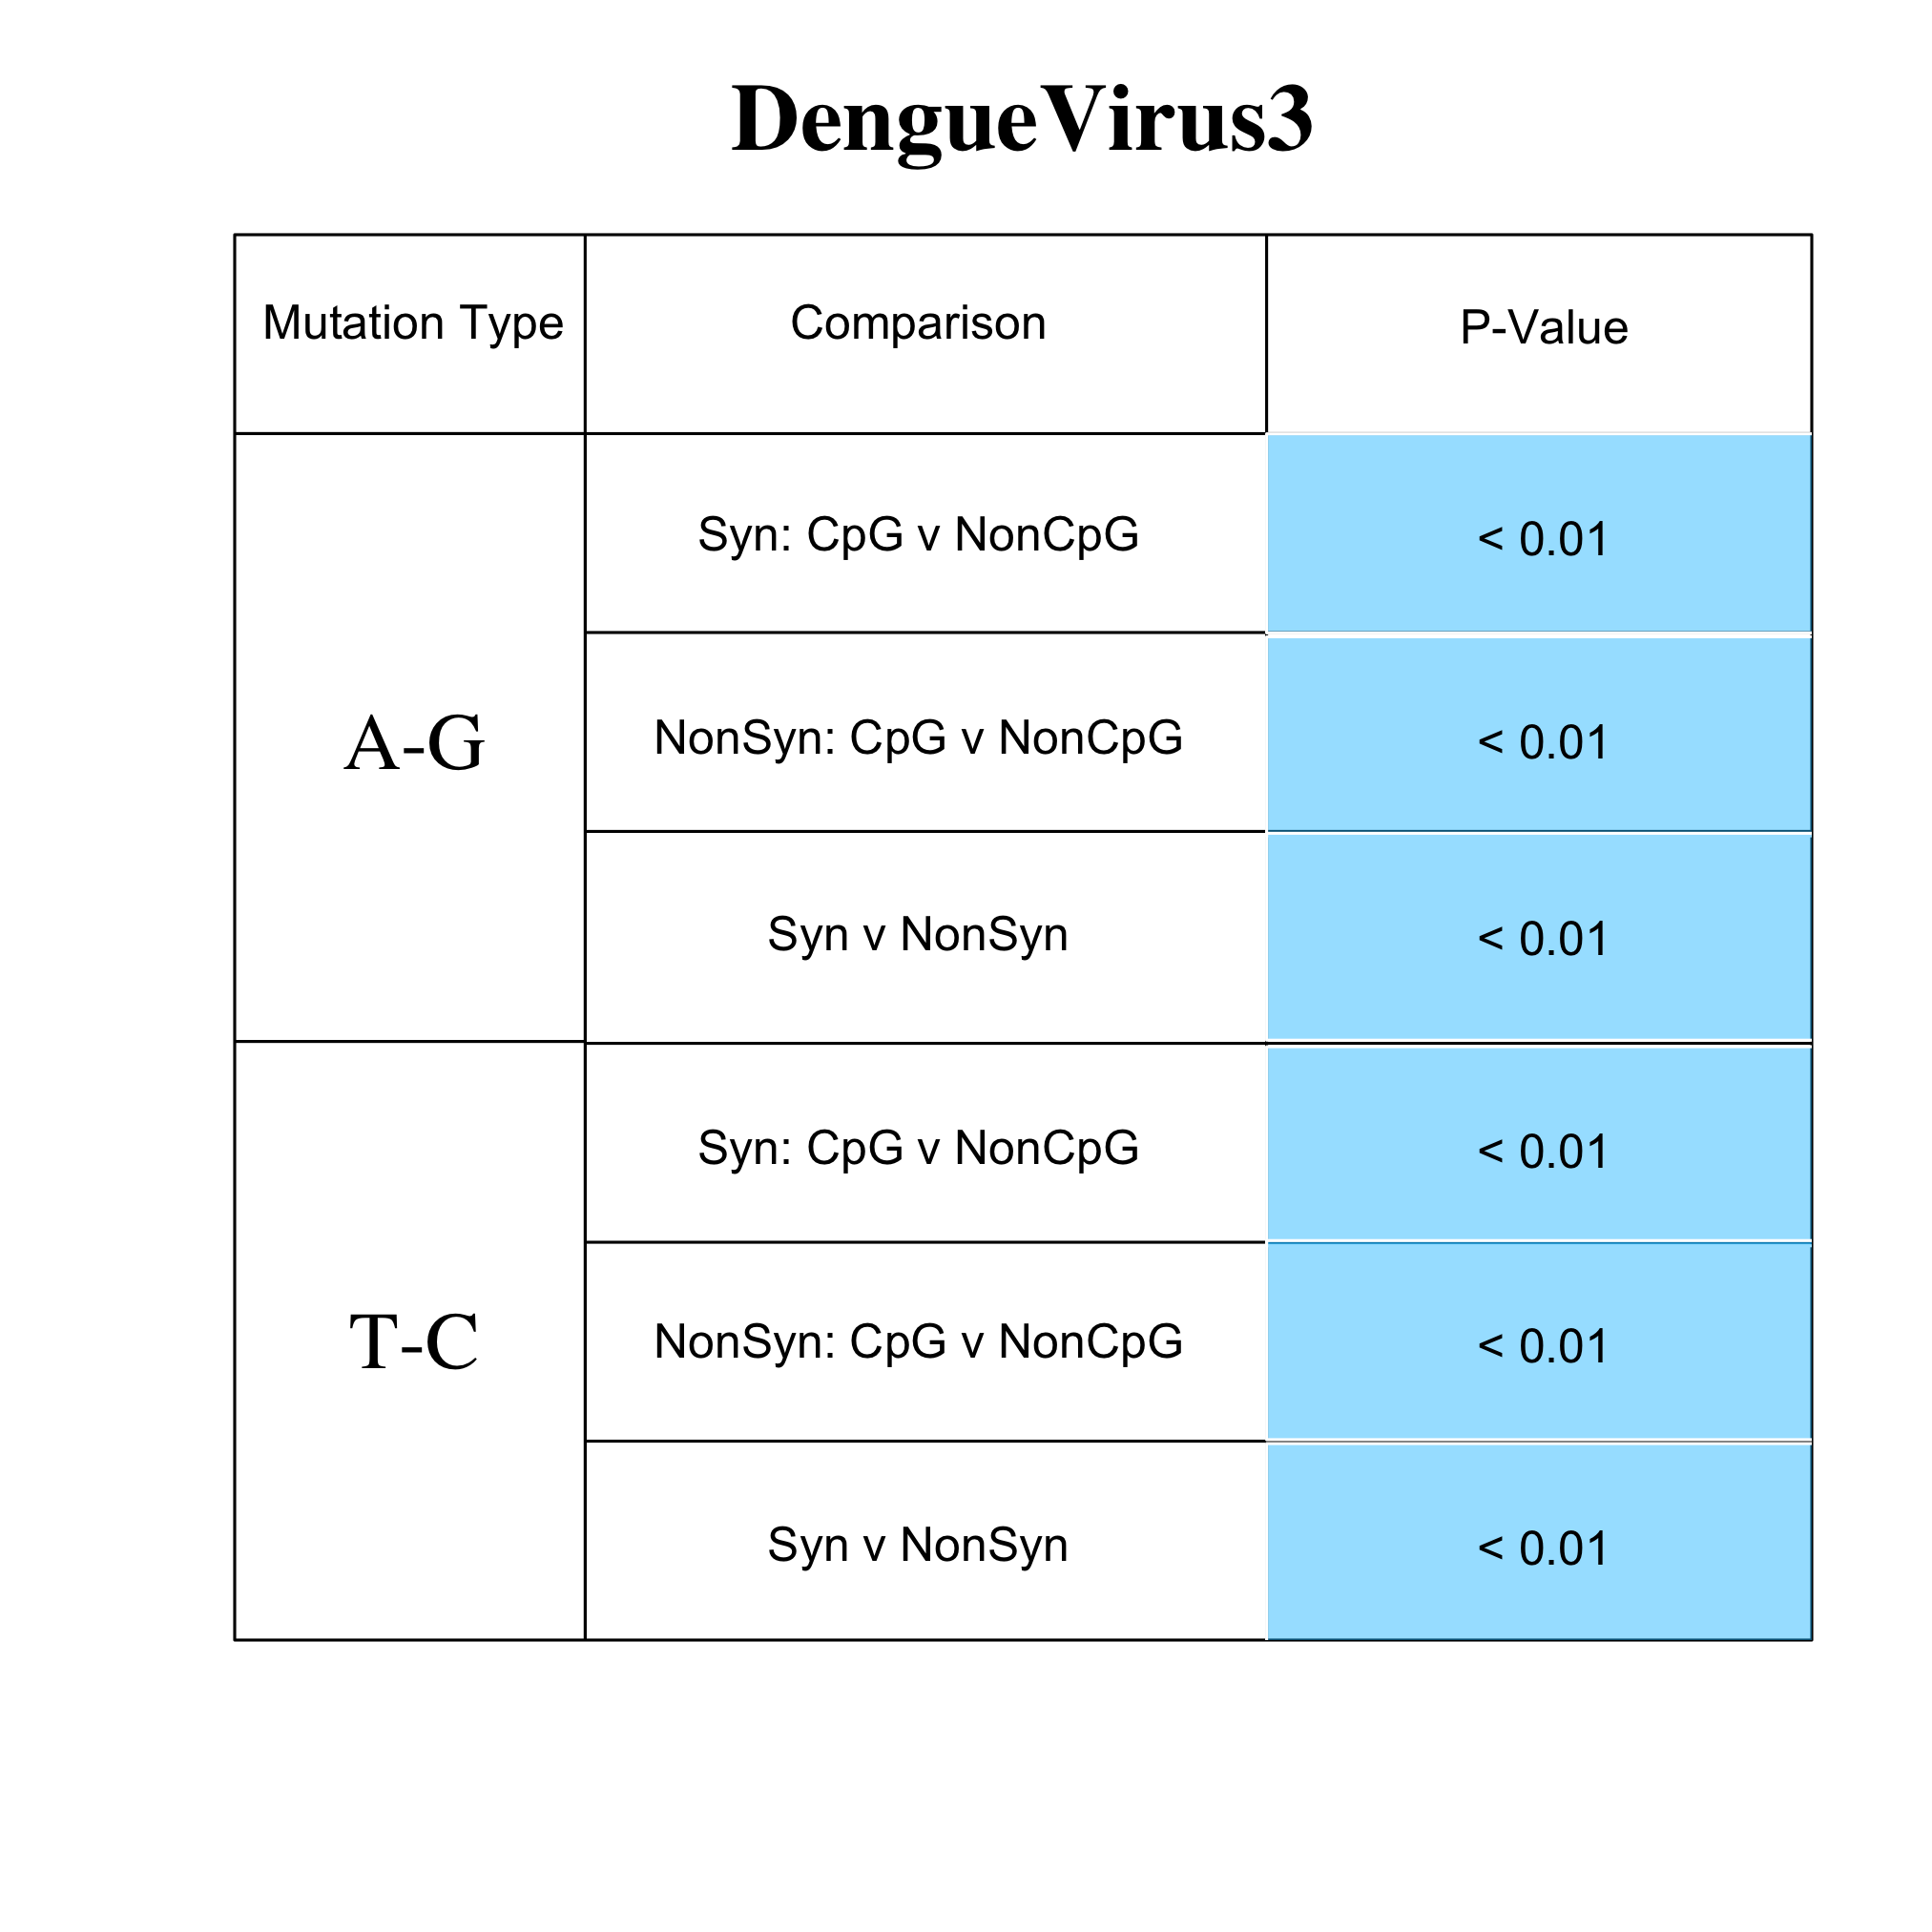 DengueVirus3
Mutation Type Comparison P-Value
Syn: CpG v NonCpG < 0.01
A-G NonSyn: CpG v NonCpG < 0.01
Syn v NonSyn < 0.01
Syn: CpG v NonCpG < 0.01
T-C NonSyn: CpG v NonCpG < 0.01
Syn v NonSyn < 0.01